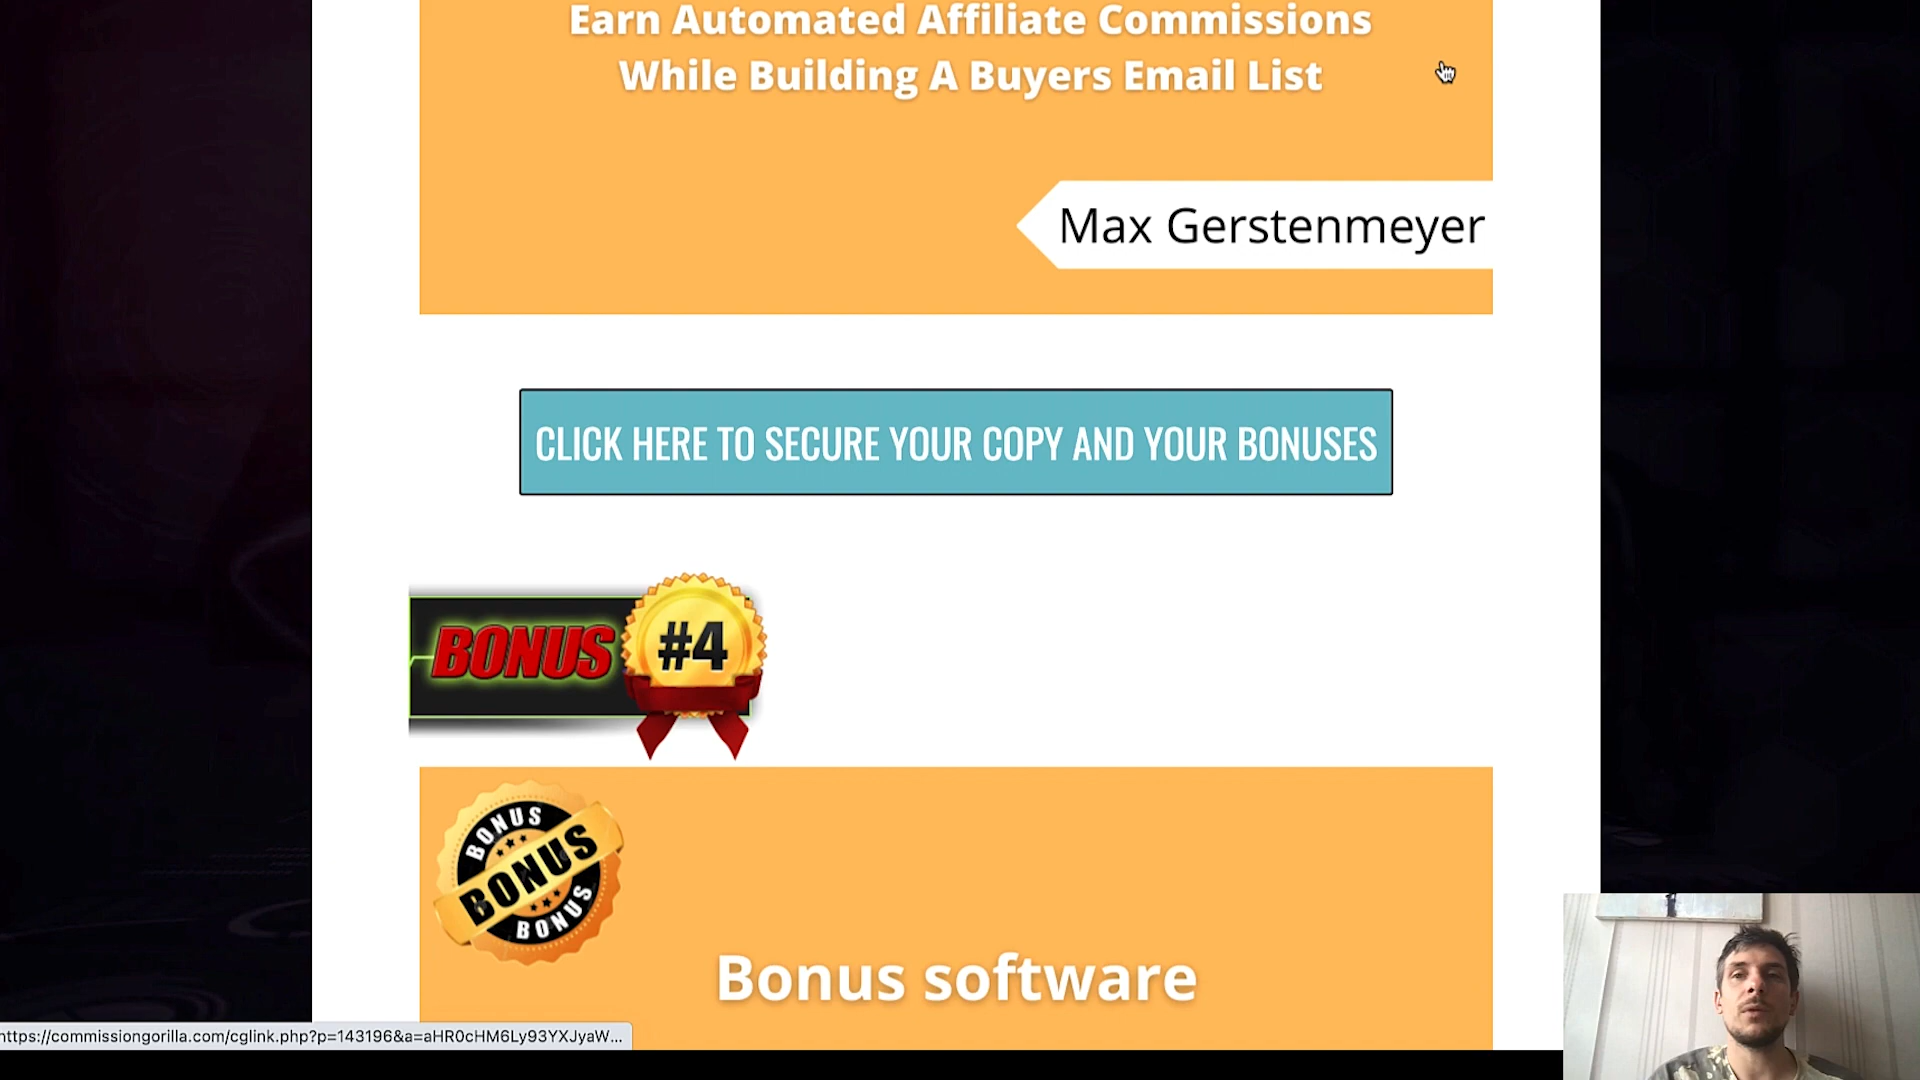 Earn Automated Affiliate Commissions
While Building A Buyers Email List
Max Gerstenmeyer
CLICK HERE TO SECURE YOUR COPY AND YOUR BONUSES
BONUS #4
BONUS
BONUS
BONUS
Bonus software
https://commissiongorilla.com/cglink.php?p=143196&a=aHR0cHM6Ly93YXJyaW...